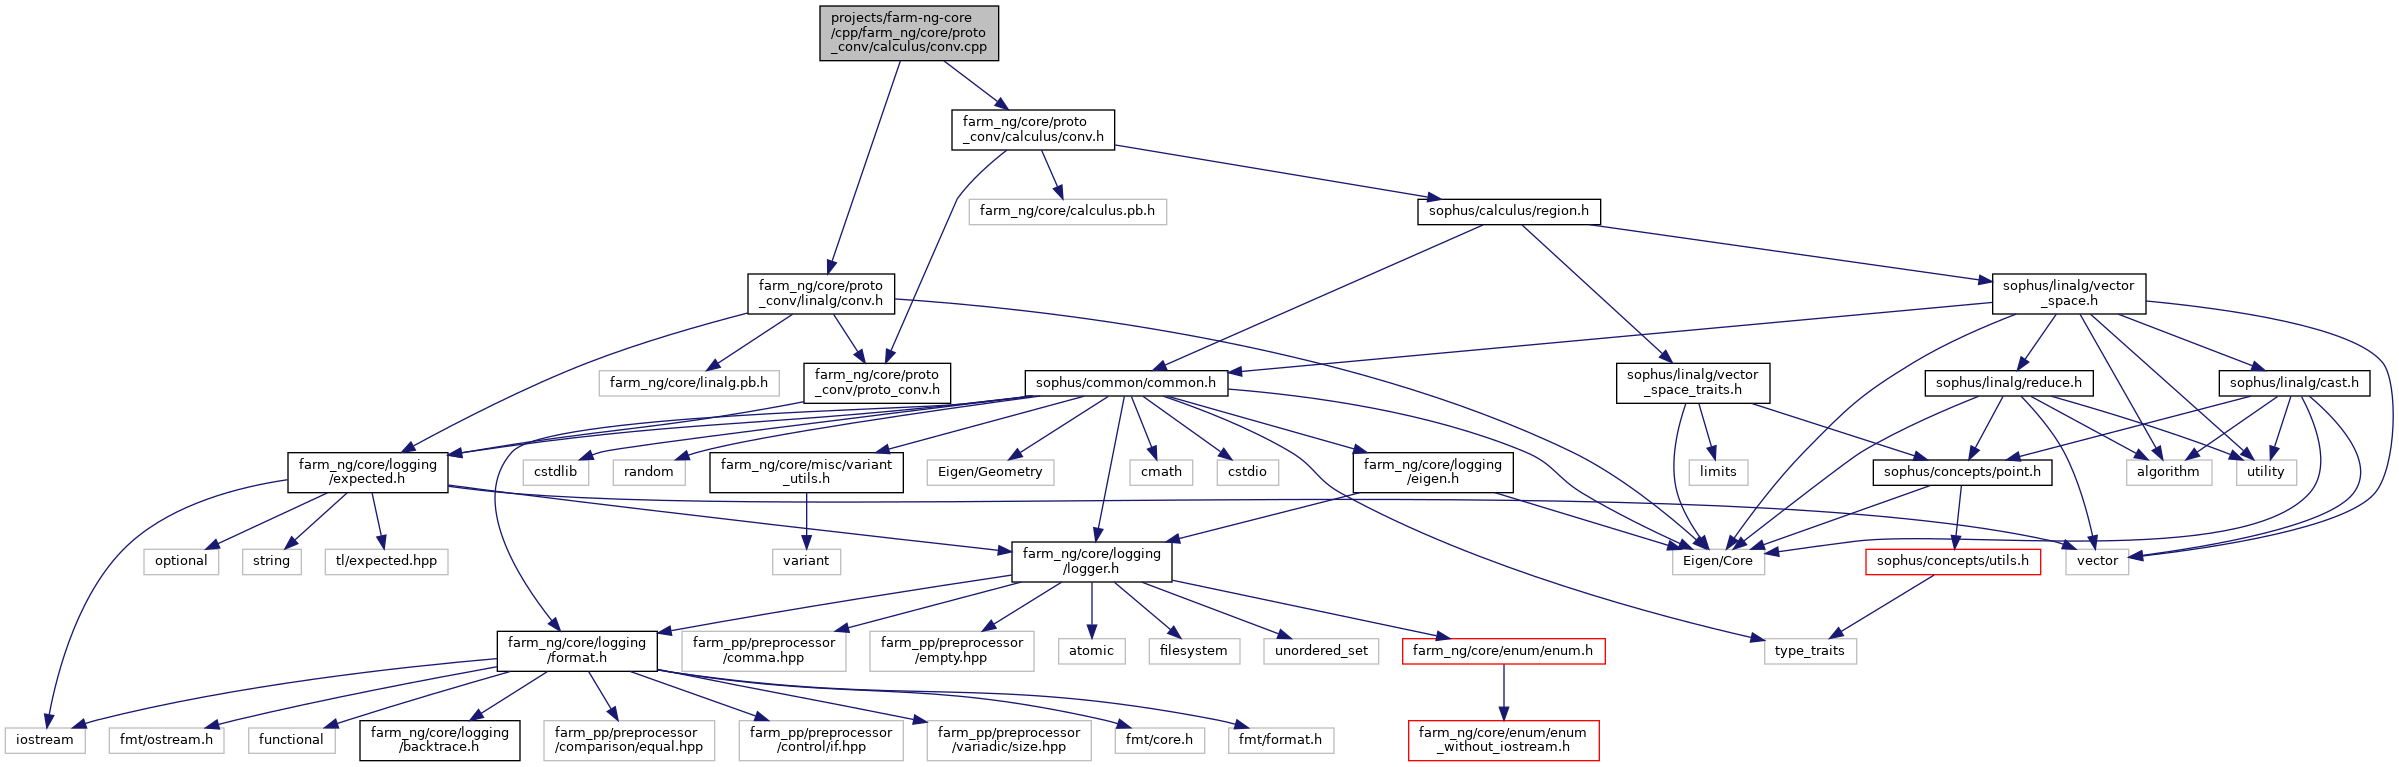 projects/farm-ng-core
/cpp/farm_ng/core/proto
_conv/calculus/conv.cpp
farm_ng/core/proto
_conv/calculus/conv.h
farm_ng/core/calculus.pb.h
sophus/calculus/region.h
farm_ng/core/proto
_conv/linalg/conv.h
sophus/linalg/vector
_space.h
farm_ng/core/linalg.pb.h
farm_ng/core/proto
_conv/proto_conv.h
sophus/common/common.h
sophus/linalg/vector
_space_traits.h
sophus/linalg/reduce.h
sophus/linalg/cast.h
farm_ng/core/logging
/expected.h
cstdlib
random
farm_ng/core/misc/variant
_utils.h
Eigen/Geometry
cmath
cstdio
farm_ng/core/logging
/eigen.h
limits
sophus/concepts/point.h
algorithm
utility
optional
string
tl/expected.hpp
variant
farm_ng/core/logging
/logger.h
Eigen/Core
sophus/concepts/utils.h
vector
farm_ng/core/logging
/format.h
farm_pp/preprocessor
/comma.hpp
farm_pp/preprocessor
/empty.hpp
atomic
filesystem
unordered_set
farm_ng/core/enum/enum.h
type_traits
iostream
fmt/ostream.h
functional
farm_ng/core/logging
/backtrace.h
farm_pp/preprocessor
/comparison/equal.hpp
farm_pp/preprocessor
/control/if.hpp
farm_pp/preprocessor
/variadic/size.hpp
fmt/core.h
fmt/format.h
farm_ng/core/enum/enum
_without_iostream.h